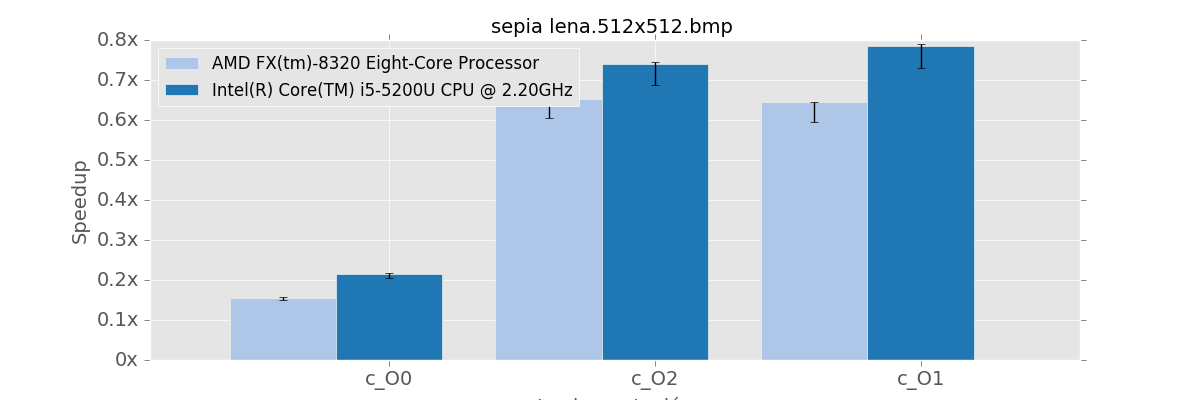 sepia lena.512x512.bmp
AMD FX(tm)-8320 Eight-Core Processor
Intel(R) Core(TM) i5-5200U CPU @ 2.20GHz
Speedup
0.8x
0.7x
0.6x
0.5x
0.4x
0.3x
0.2x
0.1x
0x
c_O0
c_O2
c_O1